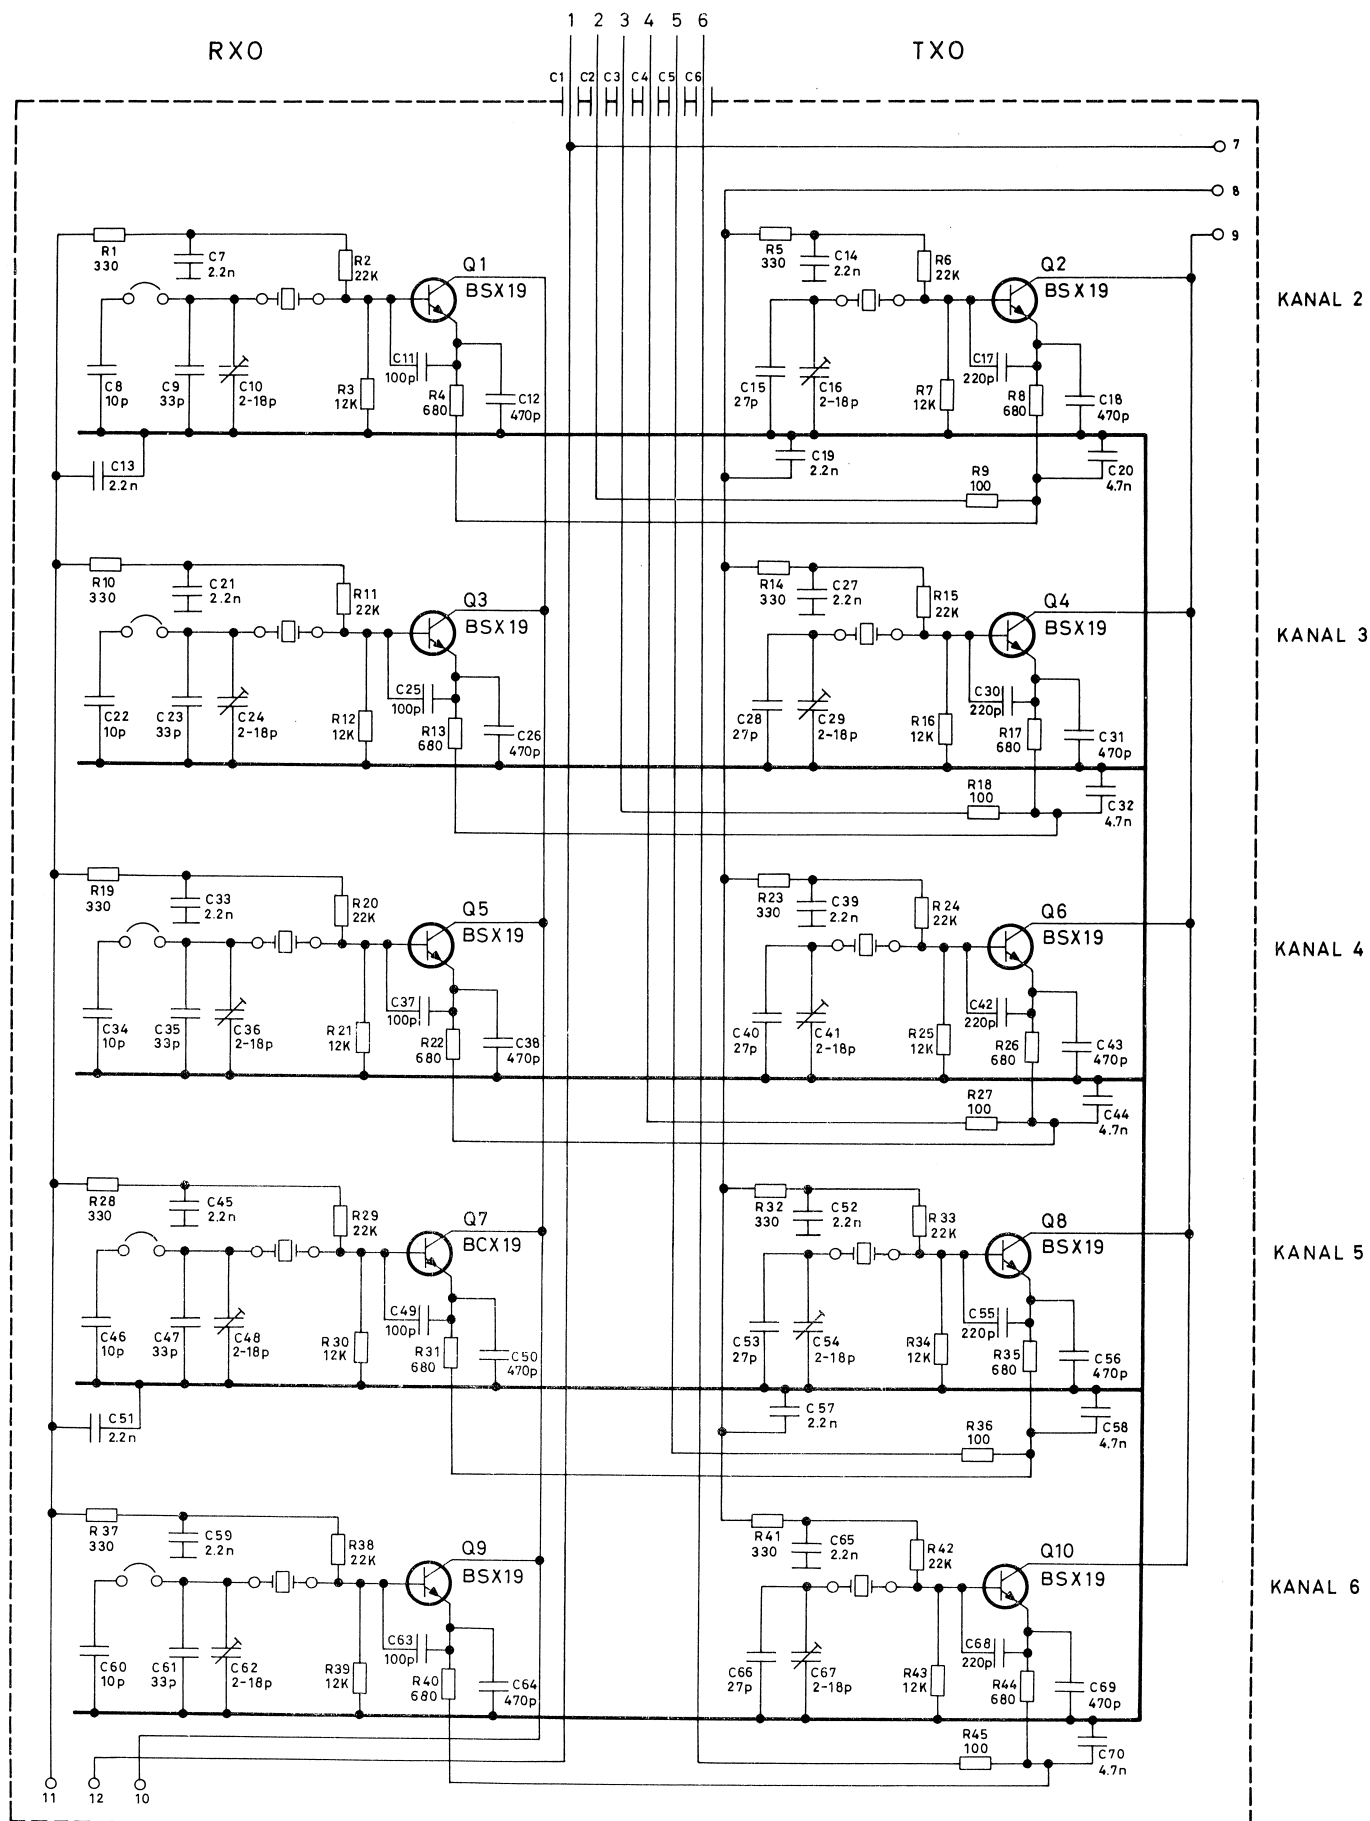 1 2 3 4 5 6
RXO TXO
C1 C2 C3 C4 C5 C6
7
8
9
R1
330
C7
2.2n
R2
22K
Q1
BSX19
C8
10p
C9
33p
C10
2-18p
R3
12K
C11
100p
R4
680
C12
470p
C13
2.2n
R5
330
C14
2.2n
R6
22K
Q2
BSX19
KANAL 2
C15
27p
C16
2-18p
R7
12K
C17
220p
R8
680
C18
470p
C19
2.2n
R9
100
C20
4.7n
R10
330
C21
2.2n
R11
22K
Q3
BSX19
C22
10p
C23
33p
C24
2-18p
R12
12K
C25
100p
R13
680
C26
470p
R14
330
C27
2.2n
R15
22K
Q4
BSX19
KANAL 3
C28
27p
C29
2-18p
R16
12K
C30
220p
R17
680
C31
470p
R18
100
C32
4.7n
R19
330
C33
2.2n
R20
22K
Q5
BSX19
C34
10p
C35
33p
C36
2-18p
R21
12K
C37
100p
R22
680
C38
470p
R23
330
C39
2.2n
R24
22K
Q6
BSX19
KANAL 4
C40
27p
C41
2-18p
R25
12K
C42
220p
R26
680
C43
470p
R27
100
C44
4.7n
R28
330
C45
2.2n
R29
22K
Q7
BCX19
C46
10p
C47
33p
C48
2-18p
R30
12K
C49
100p
R31
680
C50
470p
C51
2.2n
R32
330
C52
2.2n
R33
22K
Q8
BSX19
KANAL 5
C53
27p
C54
2-18p
R34
12K
C55
220p
R35
680
C56
470p
C57
2.2n
R36
100
C58
4.7n
R37
330
C59
2.2n
R38
22K
Q9
BSX19
C60
10p
C61
33p
C62
2-18p
R39
12K
C63
100p
R40
680
C64
470p
R41
330
C65
2.2n
R42
22K
Q10
BSX19
KANAL 6
C66
27p
C67
2-18p
R43
12K
C68
220p
R44
680
C69
470p
R45
100
C70
4.7n
11 12 10